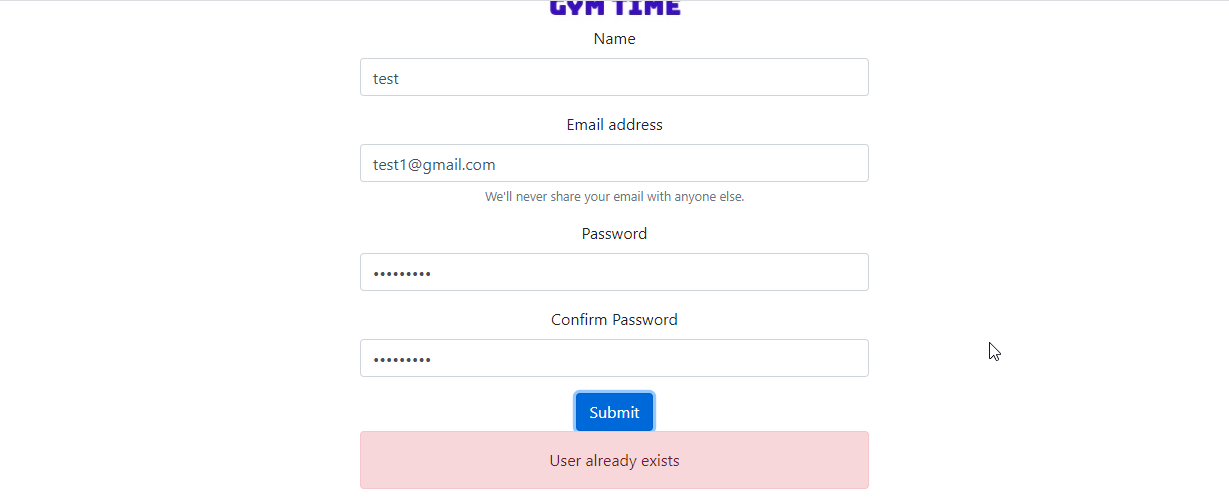 GYM TIME
Name
test
Email address
test1@gmail.com
We'll never share your email with anyone else.
Password
•••••••••
Confirm Password
•••••••••
Submit
User already exists